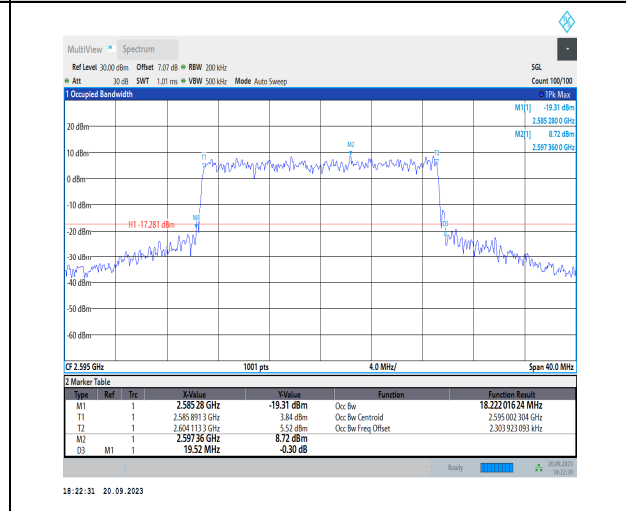 MultiView Spectrum
Ref Level 30.00 dBm Offset 7.07 dB RBW 200 kHz SGL
Att 30 dB SWT 1.01 ms VBW 500 kHz Mode Auto Sweep Count 100/100
1 Occupied Bandwidth 1Pk Max
M1[1] -19.31 dBm
2.585 280 0 GHz
M2[1] 8.72 dBm
2.597 360 0 GHz
20 dBm
M2
10 dBm
T1 T2
0 dBm
-10 dBm
M1
H1 -17.281 dBm D3
-20 dBm
-30 dBm
-40 dBm
-50 dBm
-60 dBm
CF 2.595 GHz 1001 pts 4.0 MHz/ Span 40.0 MHz
2 Marker Table
Type Ref Trc X-Value Y-Value Function Function Result
M1 1 2.585 28 GHz -19.31 dBm Occ Bw 18.222 016 24 MHz
T1 1 2.585 891 3 GHz 3.84 dBm Occ Bw Centroid 2.595 002 304 GHz
T2 1 2.604 113 3 GHz 5.52 dBm Occ Bw Freq Offset 2.303 923 093 kHz
M2 1 2.597 36 GHz 8.72 dBm
D3 M1 1 19.52 MHz -0.30 dB
Ready 20.09.2023
18:22:30
18:22:31 20.09.2023